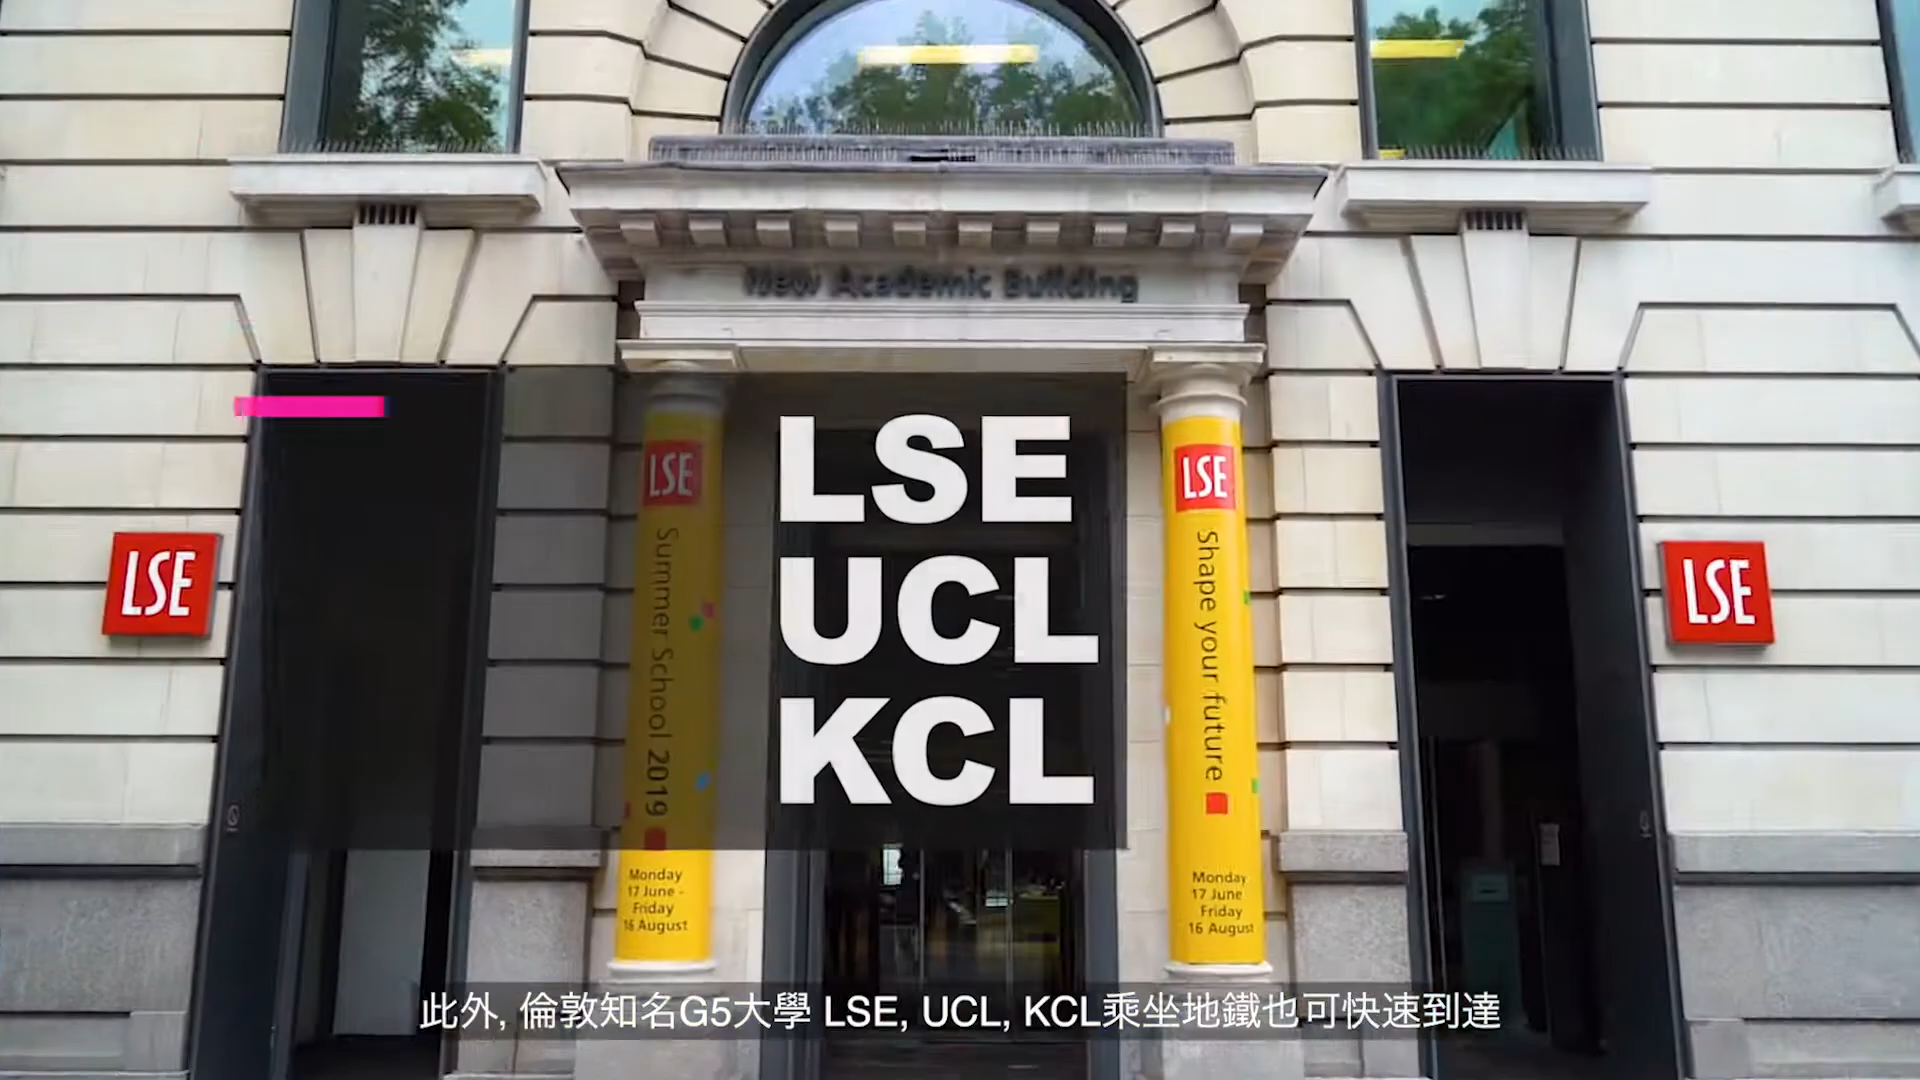 New Academic Building
LSE
UCL
KCL
LSE
LSE
Summer School 2019
Monday
17 June -
Friday
16 August
LSE
Shape your future
Monday
17 June
Friday
16 August
LSE
此外, 倫敦知名G5大學 LSE, UCL, KCL乘坐地鐵也可快速到達